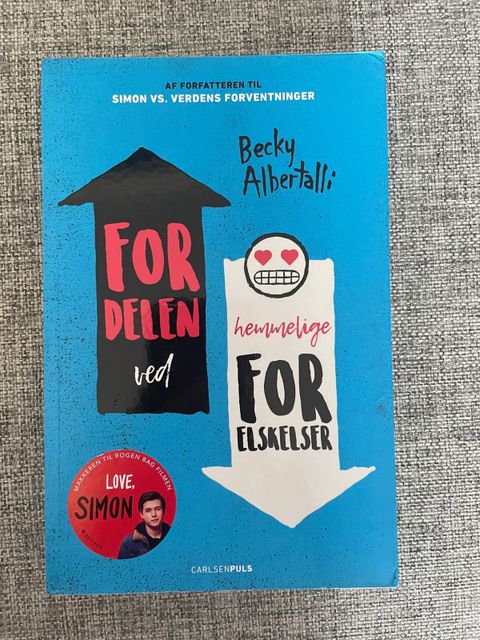 AF FORFATTEREN TIL
SIMON VS. VERDENS FORVENTNINGER
Becky
Albertalli
FOR
DELEN
ved
hemmelige
FOR
ELSKELSER
MAKKEREN TIL BOGEN BAG FILMEN
LOVE,
SIMON
CARLSENPULS